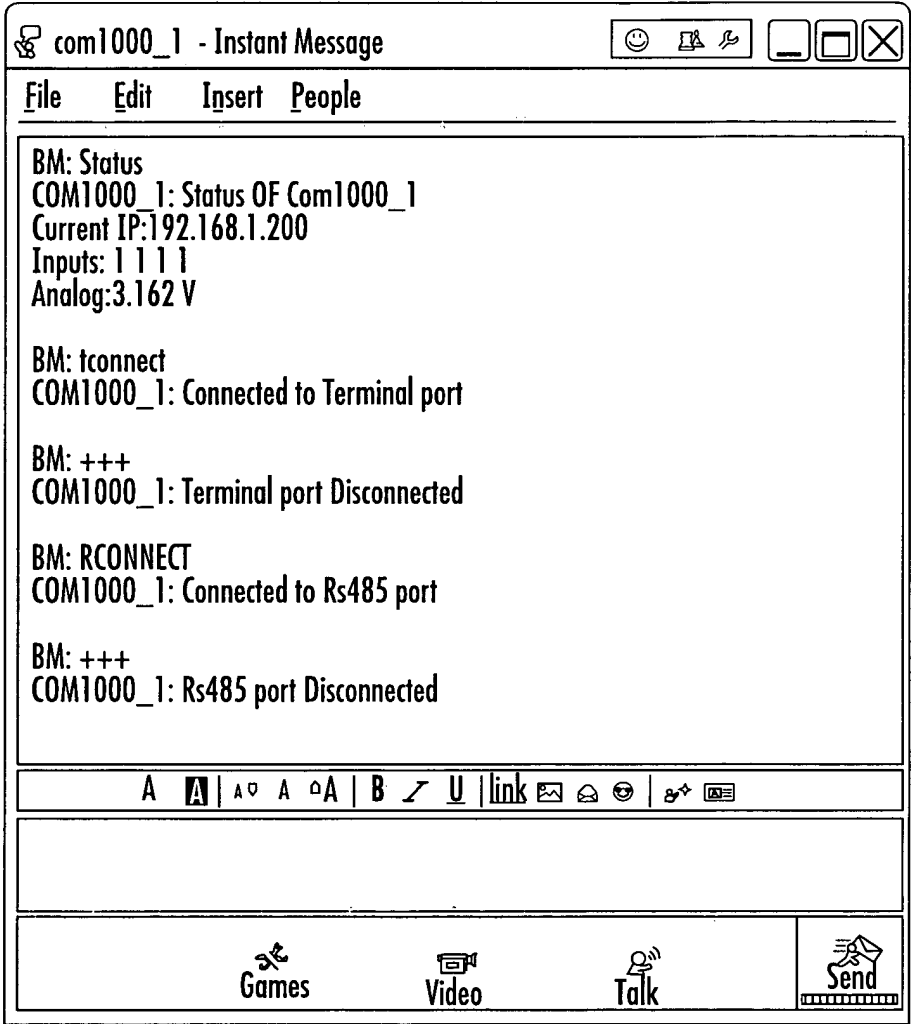 com1000_1 - Instant Message
File Edit Insert People
BM: Status
COM1000_1: Status OF Com1000_1
Current IP:192.168.1.200
Inputs: 1 1 1 1
Analog:3.162 V
BM: tconnect
COM1000_1: Connected to Terminal port
BM: +++
COM1000_1: Terminal port Disconnected
BM: RCONNECT
COM1000_1: Connected to Rs485 port
BM: +++
COM1000_1: Rs485 port Disconnected
A A A A A B I U link
Games Video Talk Send